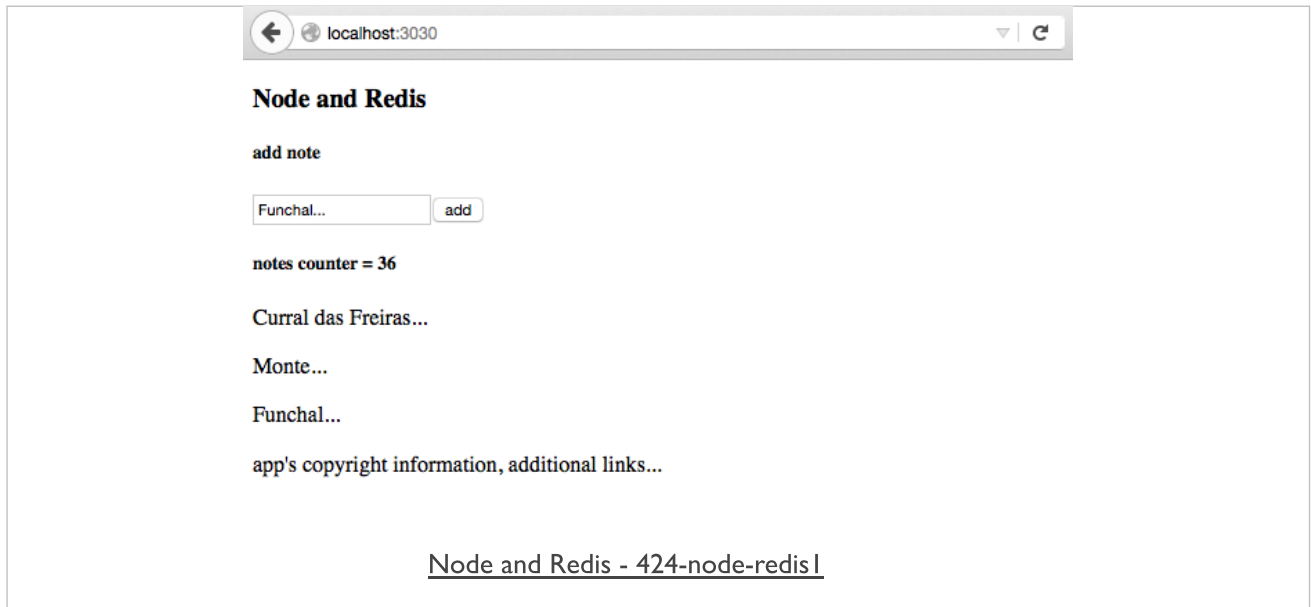 localhost:3030
Node and Redis
add note
Funchal... add
notes counter = 36
Curral das Freiras...
Monte...
Funchal...
app's copyright information, additional links...
Node and Redis - 424-node-redis1